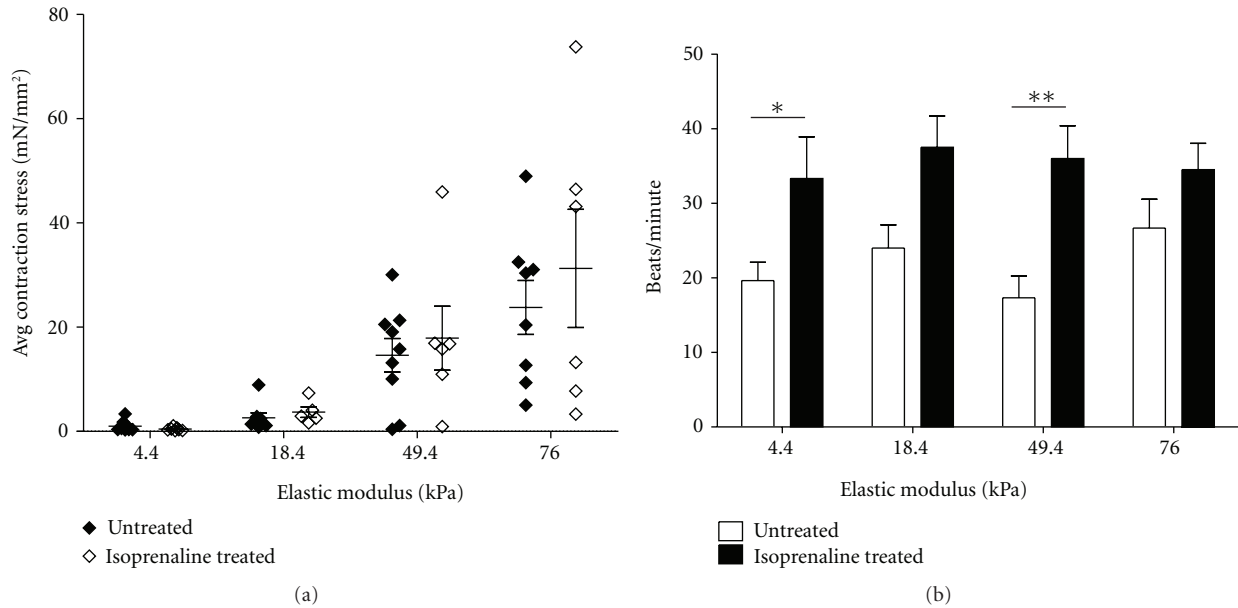 80
60
40
20
0
Avg contraction stress (mN/mm²)
4.4 18.4 49.4 76
Elastic modulus (kPa)
Untreated
Isoprenaline treated
(a)
50
40
30
20
10
0
Beats/minute
*
**
4.4 18.4 49.4 76
Elastic modulus (kPa)
Untreated
Isoprenaline treated
(b)